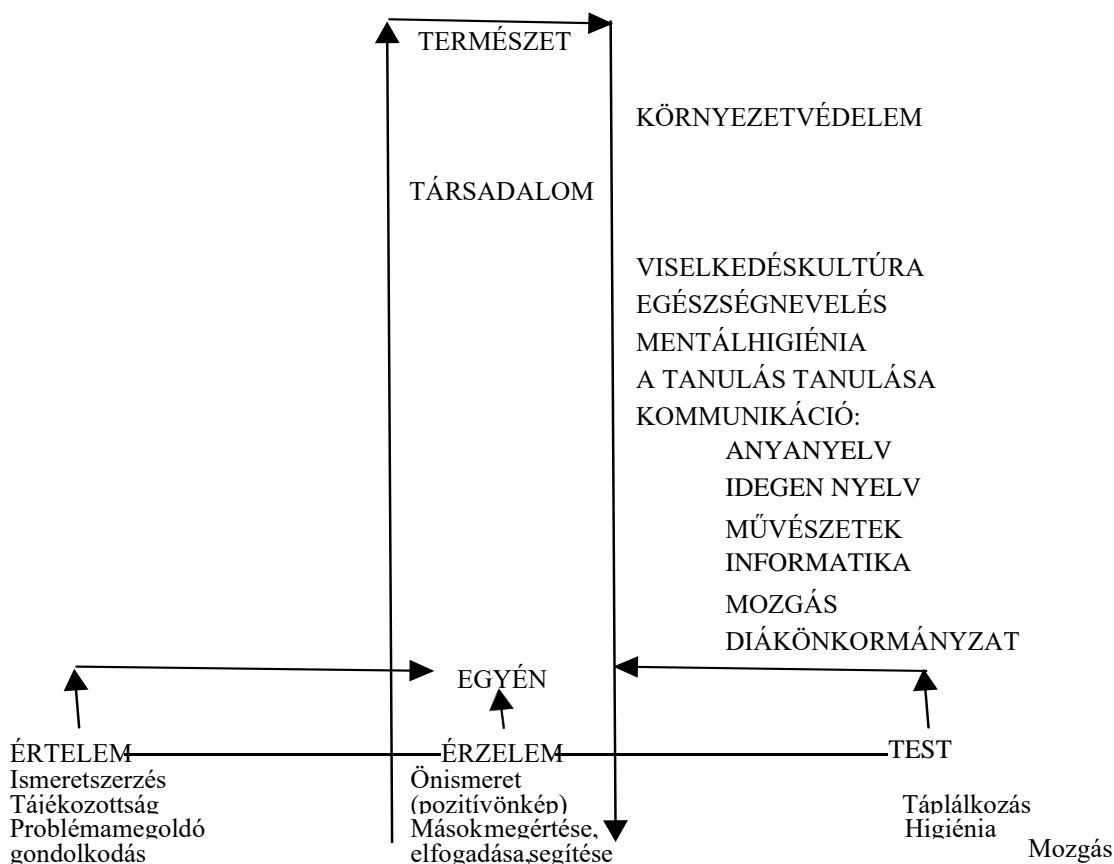 TERMÉSZET
KÖRNYEZETVÉDELEM
TÁRSADALOM
VISELKEDÉSKULTÚRA
EGÉSZSÉGNEVELÉS
MENTÁLHIGIÉNIA
A TANULÁS TANULÁSA
KOMMUNIKÁCIÓ:
ANYANYELV
IDEGEN NYELV
MŰVÉSZETEK
INFORMATIKA
MOZGÁS
DIÁKÖNKORMÁNYZAT
EGYÉN
ÉRTELEM
Ismeretszerzés
Tájékozottság
Problémamegoldó
gondolkodás
ÉRZELEM
Önismeret
(pozitívönkép)
Másokmegértése,
elfogadása,segítése
TEST
Táplálkozás
Higiénia
Mozgás